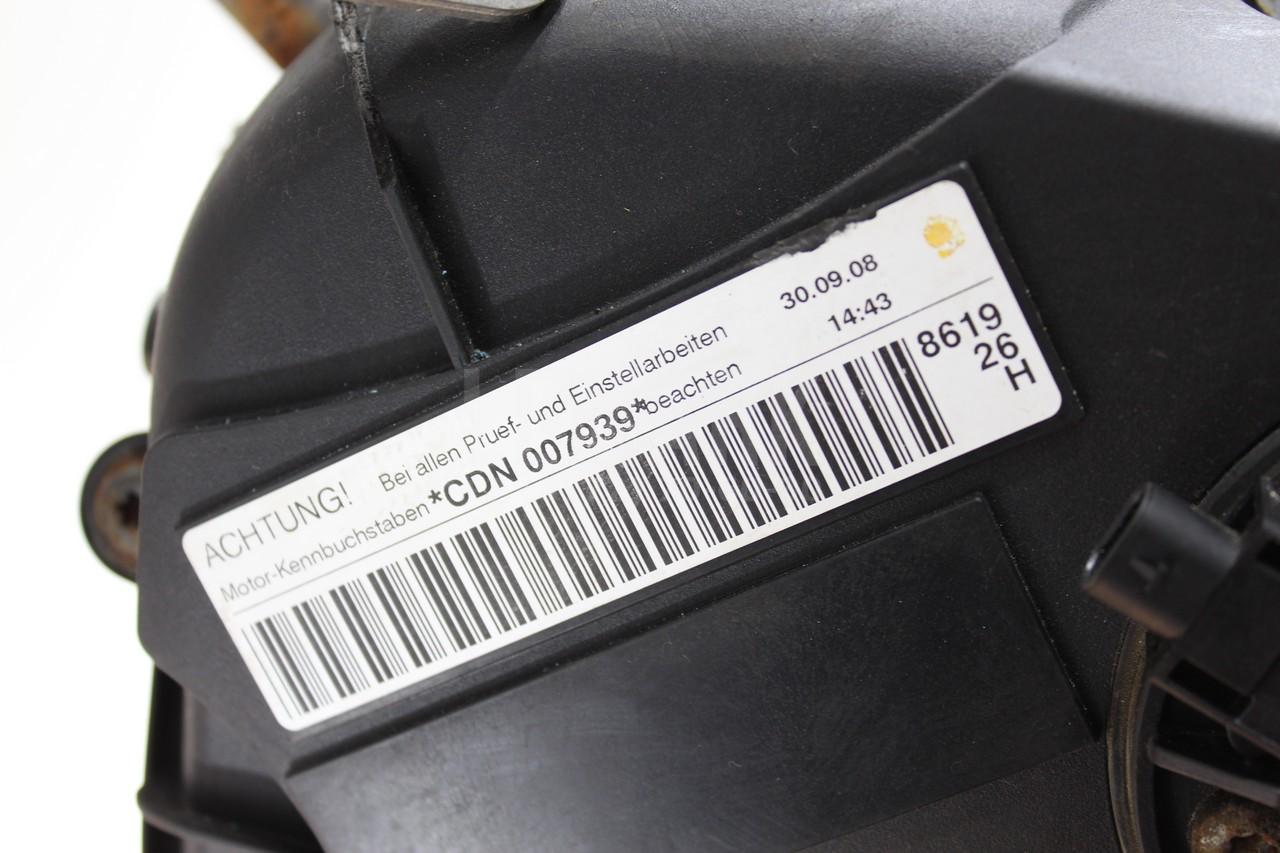 ACHTUNG! Bei allen Pruef- und Einstellarbeiten 30.09.08
Motor-Kennbuchstaben *CDN 007939* beachten 14:43
8619
26
H